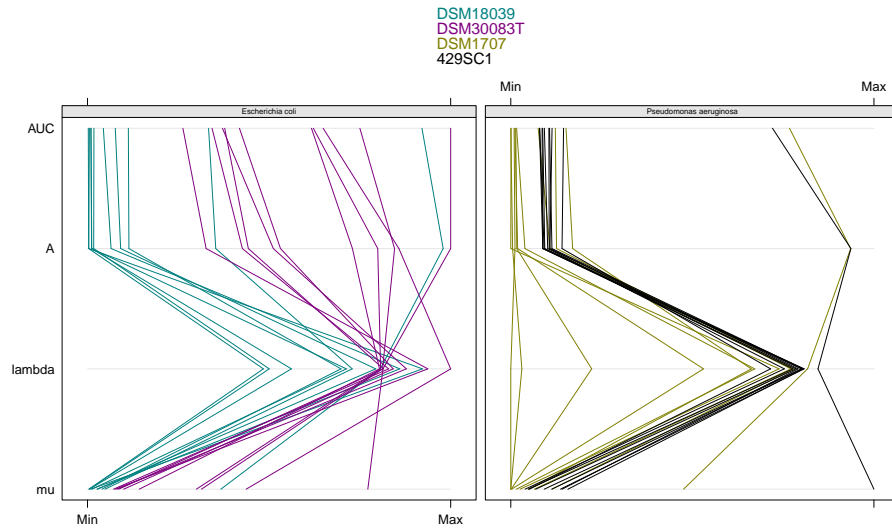 DSM18039
DSM30083T
DSM1707
429SC1
Min Max
Escherichia coli Pseudomonas aeruginosa
AUC
A
lambda
mu
Min Max